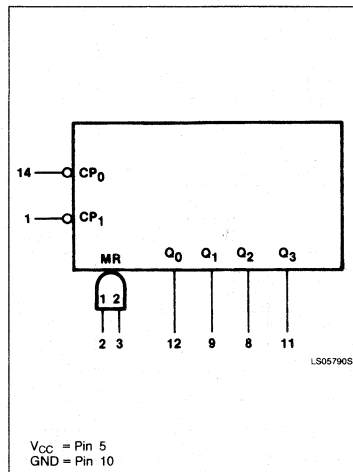 14 CP0
1 CP1
MR Q0 Q1 Q2 Q3
1 2
2 3 12 9 8 11
LS05790S
VCC = Pin 5
GND = Pin 10